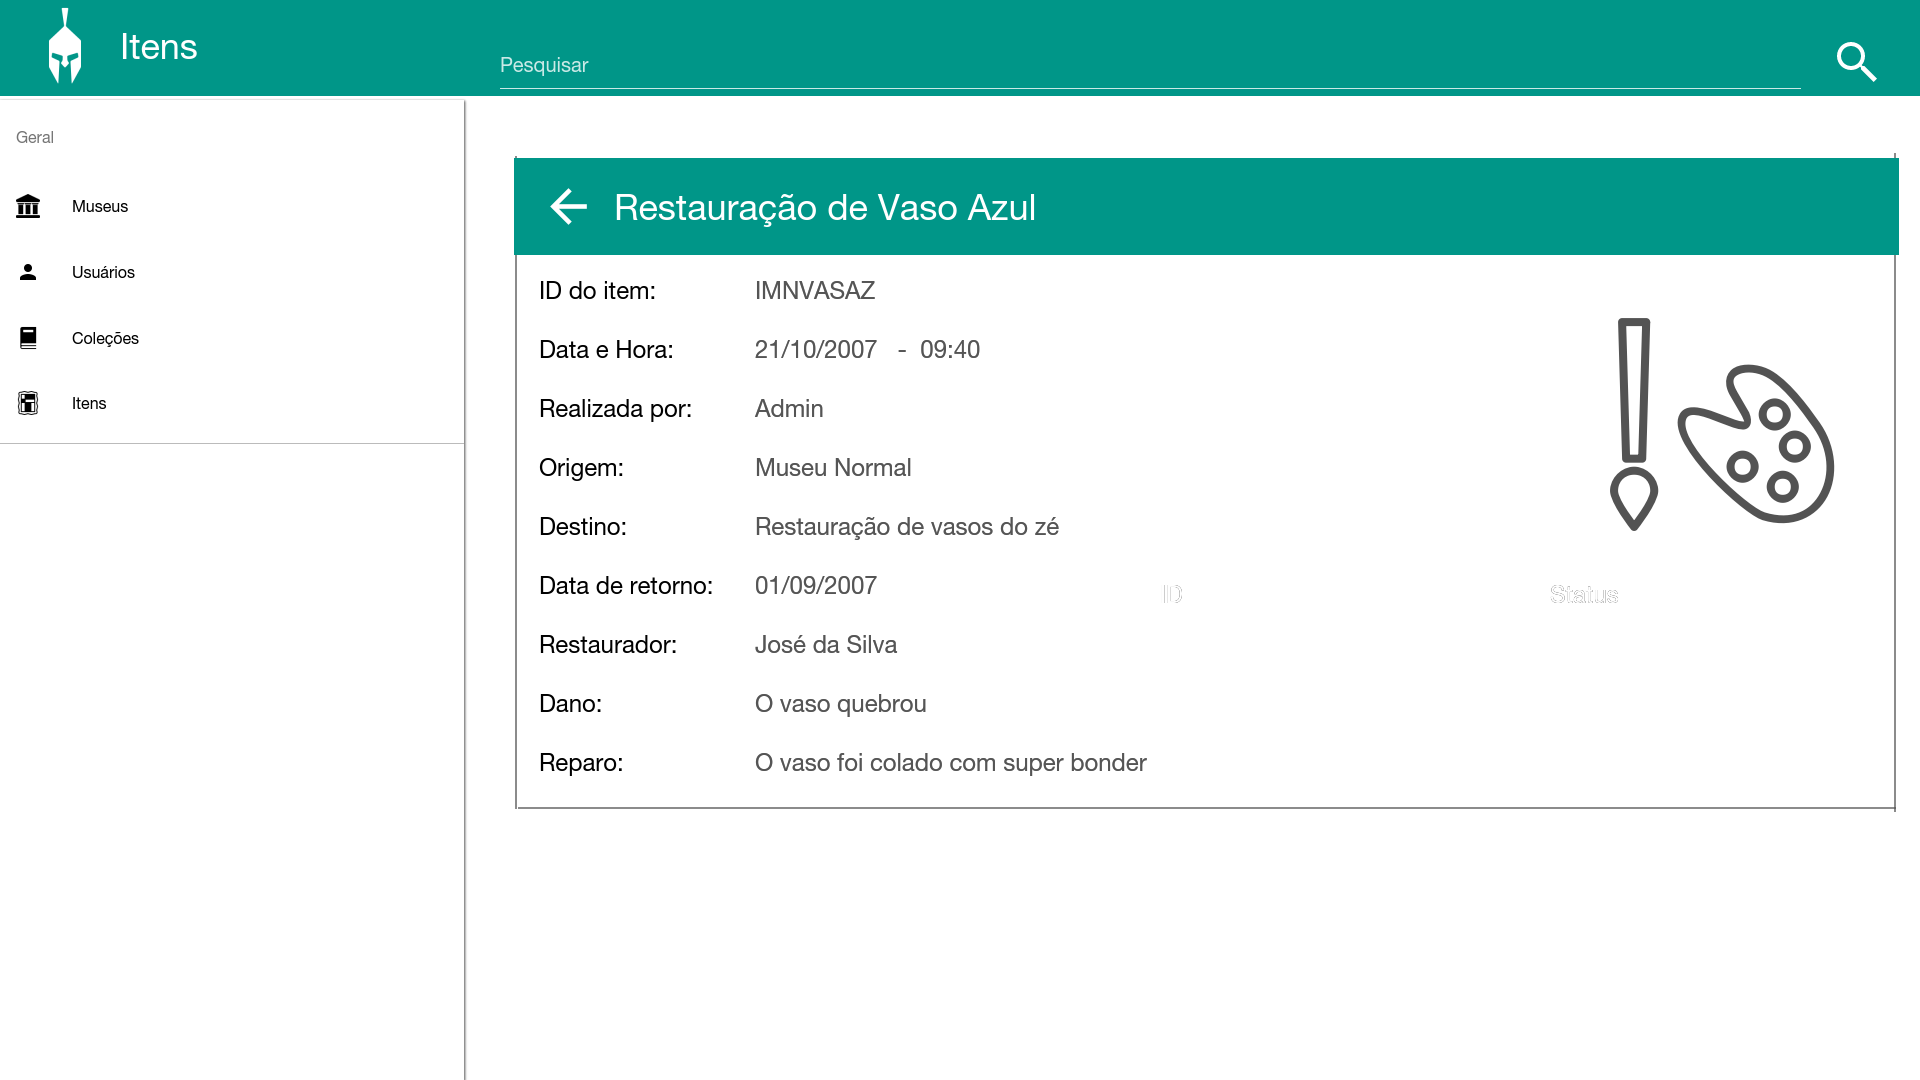 Itens
Pesquisar
Geral
Museus
Usuários
Coleções
Itens
Restauração de Vaso Azul
ID do item: IMNVASAZ
Data e Hora: 21/10/2007 - 09:40
Realizada por: Admin
Origem: Museu Normal
Destino: Restauração de vasos do zé
Data de retorno: 01/09/2007 ID Status
Restaurador: José da Silva
Dano: O vaso quebrou
Reparo: O vaso foi colado com super bonder